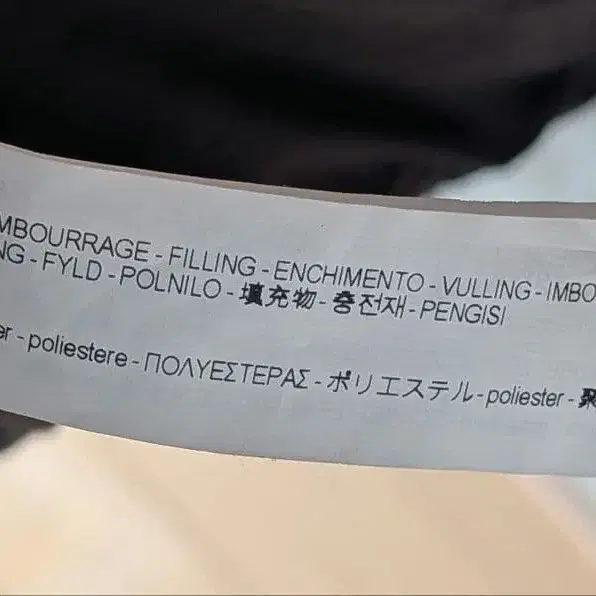 MBOURRAGE - FILLING - ENCHIMENTO - VULLING - IMBO
NG - FYLD - POLNILO - 填充物 - 충전재 - PENGISI
er - poliestere - ΠΟΛΥΕΣΤΕΡΑΣ - ポリエステル - poliester - 聚